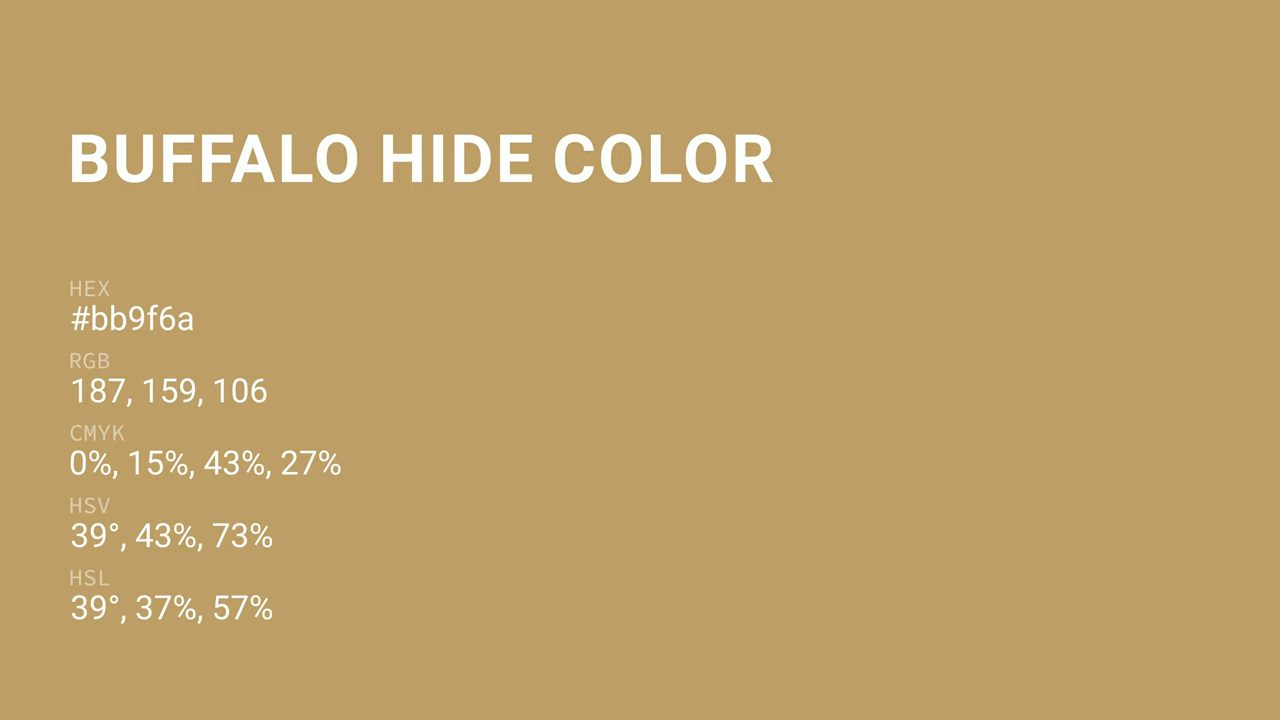 BUFFALO HIDE COLOR
HEX
#bb9f6a
RGB
187, 159, 106
CMYK
0%, 15%, 43%, 27%
HSV
39°, 43%, 73%
HSL
39°, 37%, 57%